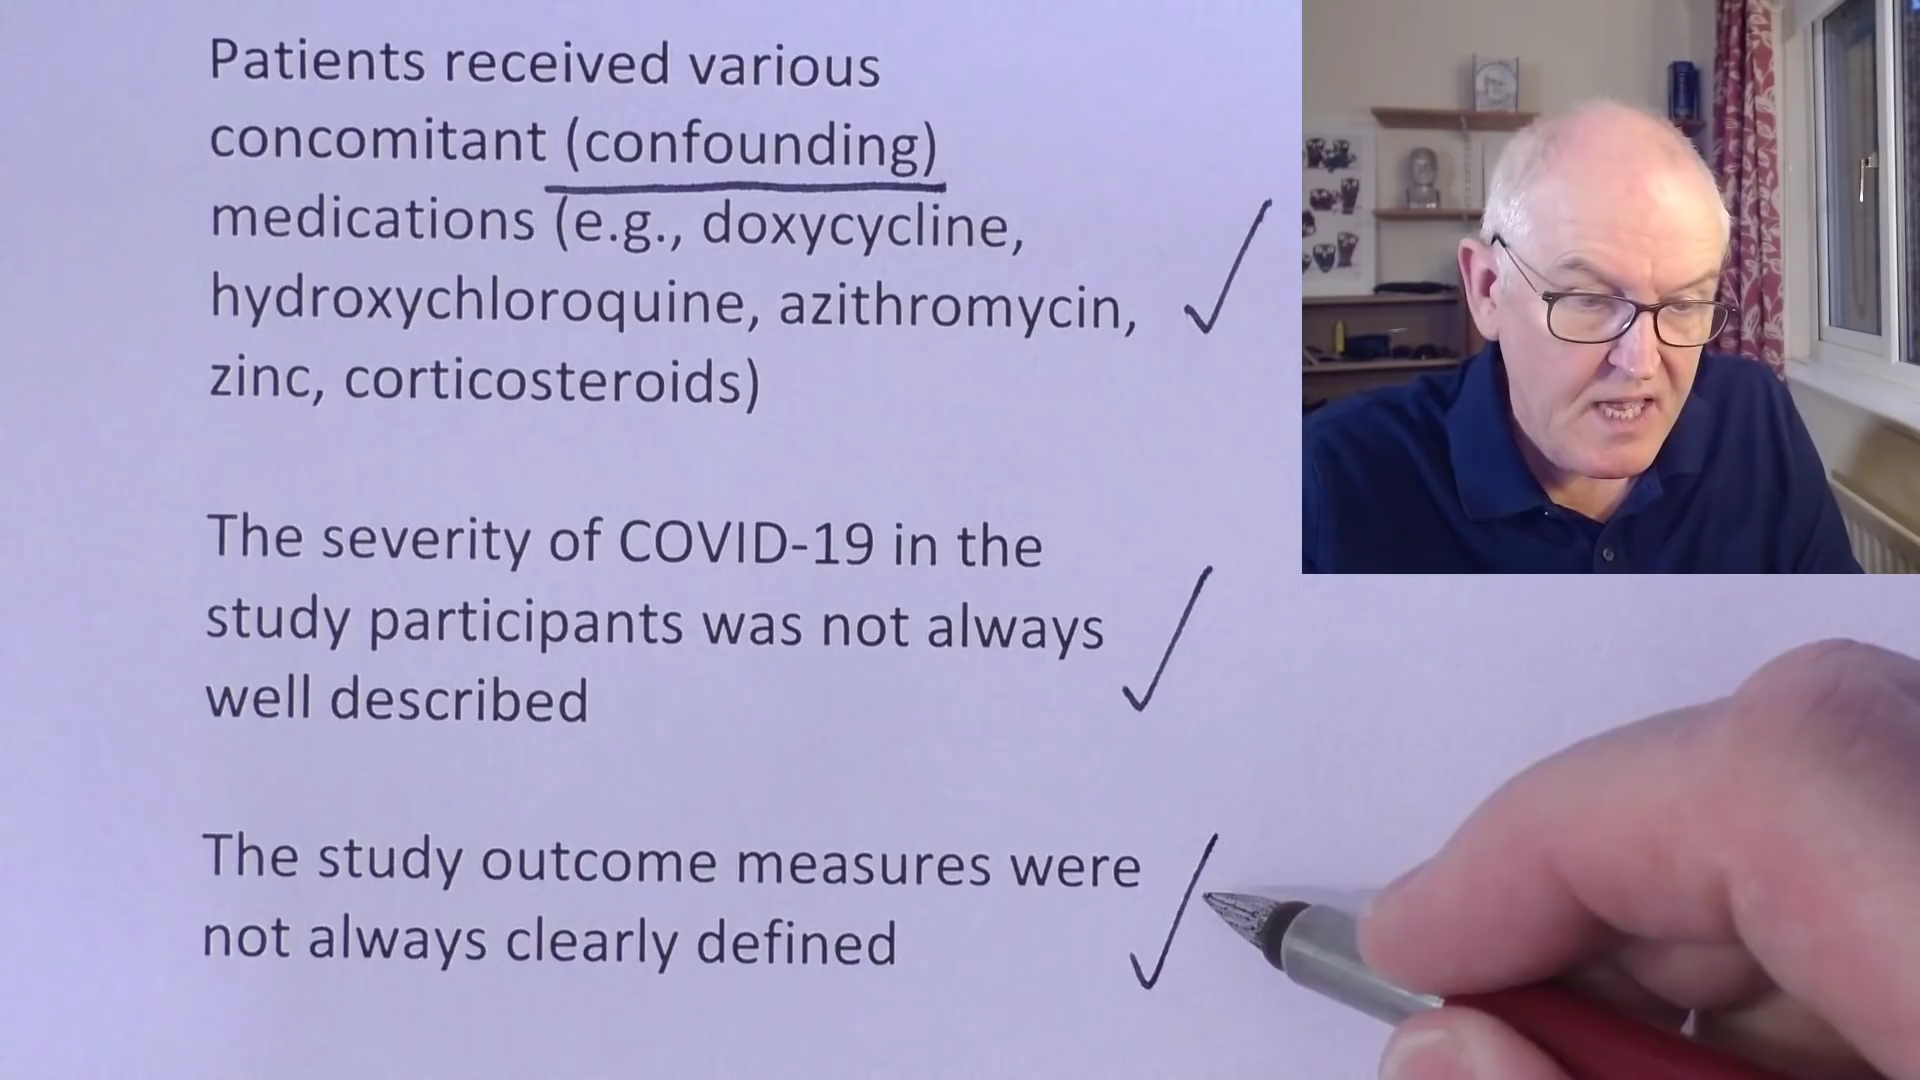 Patients received various
concomitant (confounding)
medications (e.g., doxycycline,
hydroxychloroquine, azithromycin,
zinc, corticosteroids)
The severity of COVID-19 in the
study participants was not always
well described
The study outcome measures were
not always clearly defined